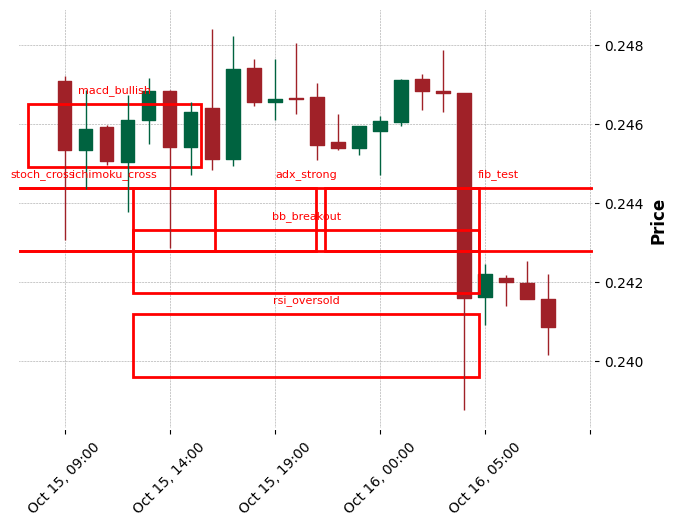 0.248
macd_bullish
0.246
stoch_cross ichimoku_cross adx_strong fib_test
0.244
bb_breakout
Price
0.242
rsi_oversold
0.240
Oct 15, 09:00
Oct 15, 14:00
Oct 15, 19:00
Oct 16, 00:00
Oct 16, 05:00